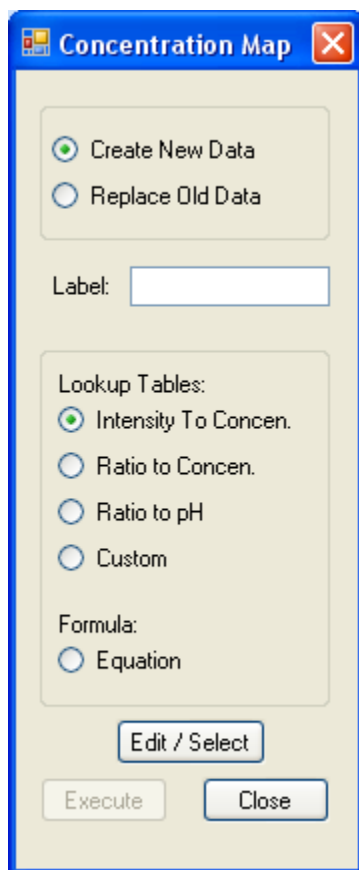 Concentration Map
Create New Data
Replace Old Data
Label:
Lookup Tables:
Intensity To Concen.
Ratio to Concen.
Ratio to pH
Custom
Formula:
Equation
Edit / Select
Execute Close